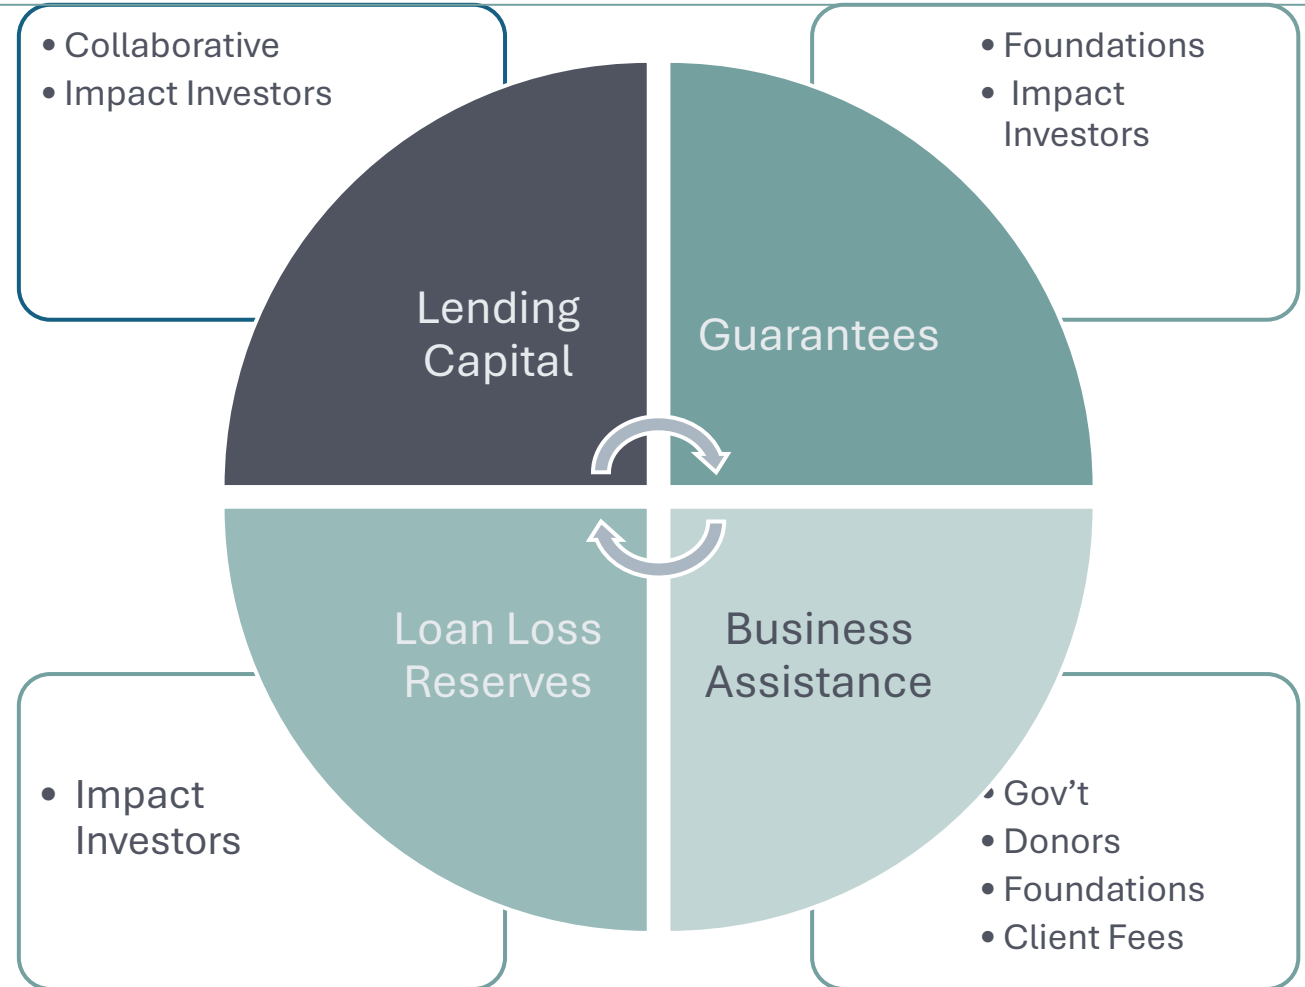 • Collaborative
• Impact Investors
• Foundations
• Impact
Investors
Lending
Capital
Guarantees
Loan Loss
Reserves
Business
Assistance
• Impact
Investors
• Gov’t
• Donors
• Foundations
• Client Fees